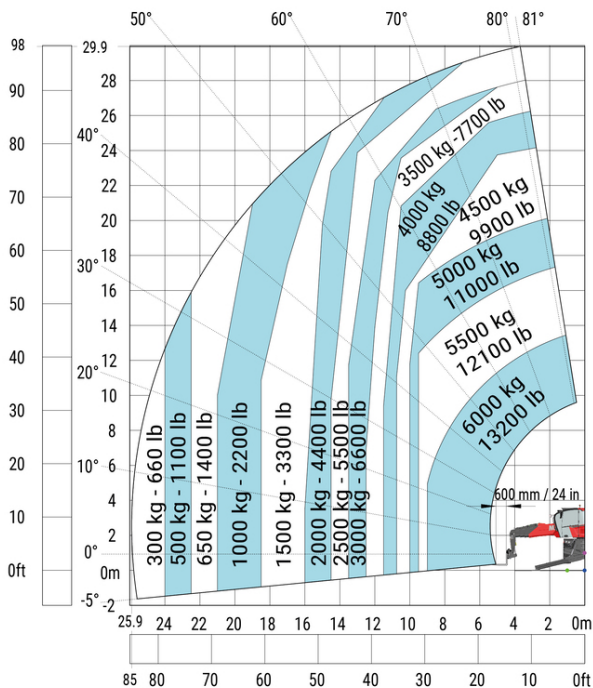 50°
60°
70°
80°
81°
98
29.9
90
28
26
80
24
40°
22
70
20
60
18
30°
16
50
14
40
12
20°
10
30
8
20
6
10°
4
10
2
0°
0ft
0m
-5°
-2
3500 kg -7700 lb
4000 kg
8800 lb
4500 kg
9900 lb
5000 kg
11000 lb
5500 kg
12100 lb
6000 kg
13200 lb
300 kg - 660 lb
500 kg - 1100 lb
650 kg - 1400 lb
1000 kg - 2200 lb
1500 kg - 3300 lb
2000 kg - 4400 lb
2500 kg - 5500 lb
3000 kg - 6600 lb
600 mm / 24 in
25.9 24 22 20 18 16 14 12 10 8 6 4 2 0m
85 80 70 60 50 40 30 20 10 0ft